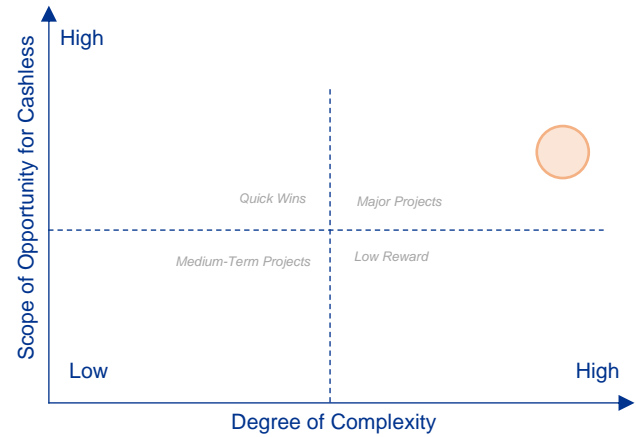 High
Scope of Opportunity for Cashless
Quick Wins
Major Projects
Medium-Term Projects
Low Reward
Low
High
Degree of Complexity